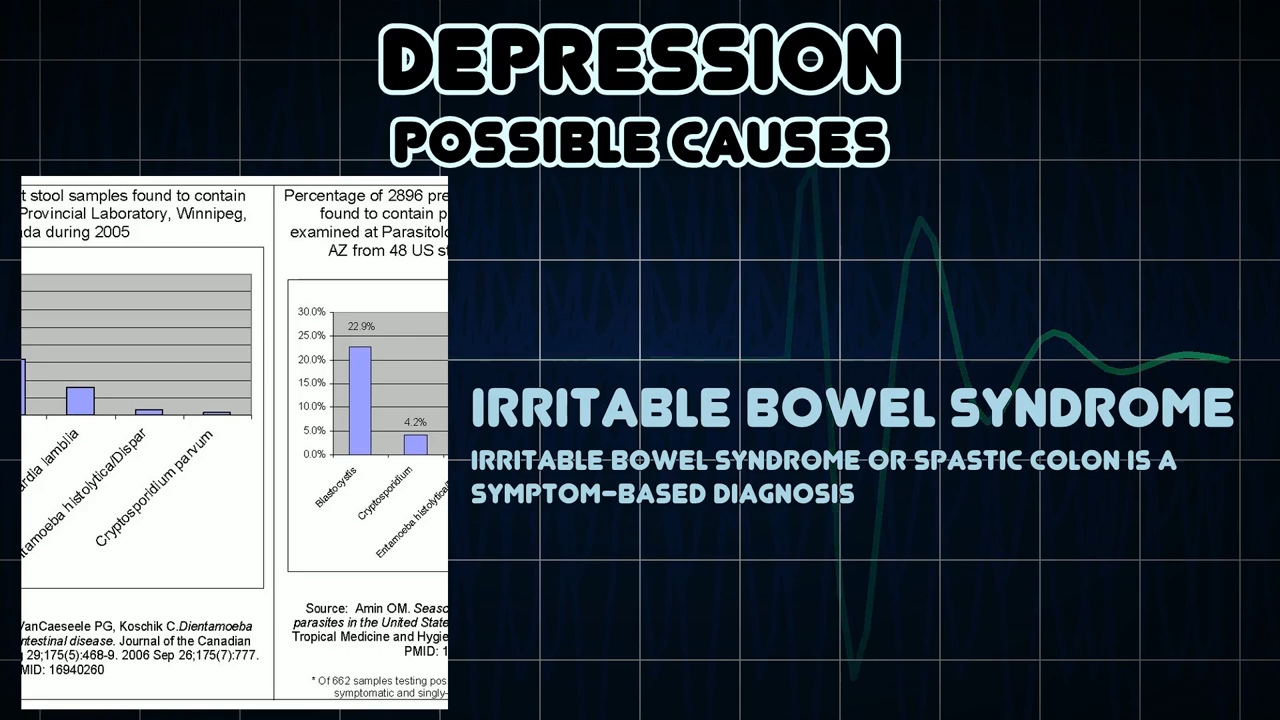 DEPRESSION
POSSIBLE CAUSES
t stool samples found to contain
Provincial Laboratory, Winnipeg,
da during 2005
ardia lambila
tamoeba histolytica/Dispar
Cryptosporidium parvum
VanCaeseele PG, Koschik C.Dientamoeba
ntestinal disease. Journal of the Canadian
29;175(5):468-9. 2006 Sep 26;175(7):777.
MID: 16940260
Percentage of 2896 pre
found to contain p
examined at Parasitolo
AZ from 48 US st
30.0%
25.0%
20.0%
15.0%
10.0%
5.0%
0.0%
22.9%
4.2%
Blastocystis
Cryptosporidium
Entamoeba histolytica/
Source: Amin OM. Seaso
parasites in the United State
Tropical Medicine and Hygie
PMID: 1
* Of 662 samples testing pos
symptomatic and singly-
IRRITABLE BOWEL SYNDROME
IRRITABLE BOWEL SYNDROME OR SPASTIC COLON IS A
SYMPTOM-BASED DIAGNOSIS